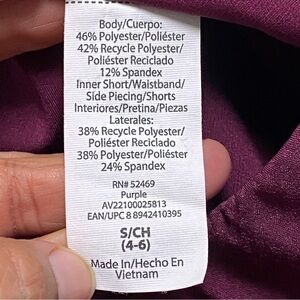 Body/Cuerpo:
46% Polyester/Poliéster
42% Recycle Polyester/
Poliéster Reciclado
12% Spandex
Inner Short/Waistband/
Side Piecing/Shorts
Interiores/Pretina/Piezas
Laterales:
38% Recycle Polyester/
Poliéster Reciclado
38% Polyester/Poliéster
24% Spandex
RN# 52469
Purple
AV22100025813
EAN/UPC 8 8942410395
S/CH
(4-6)
Made In/Hecho En
Vietnam